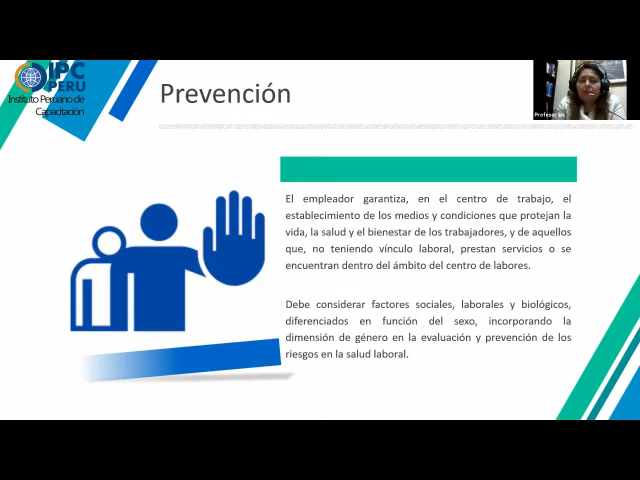 IPC
PERU
Instituto Peruano de
Capacitación
Prevención
Profesor ipc
El empleador garantiza, en el centro de trabajo, el
establecimiento de los medios y condiciones que protejan la
vida, la salud y el bienestar de los trabajadores, y de aquellos
que, no teniendo vínculo laboral, prestan servicios o se
encuentran dentro del ámbito del centro de labores.
Debe considerar factores sociales, laborales y biológicos,
diferenciados en función del sexo, incorporando la
dimensión de género en la evaluación y prevención de los
riesgos en la salud laboral.